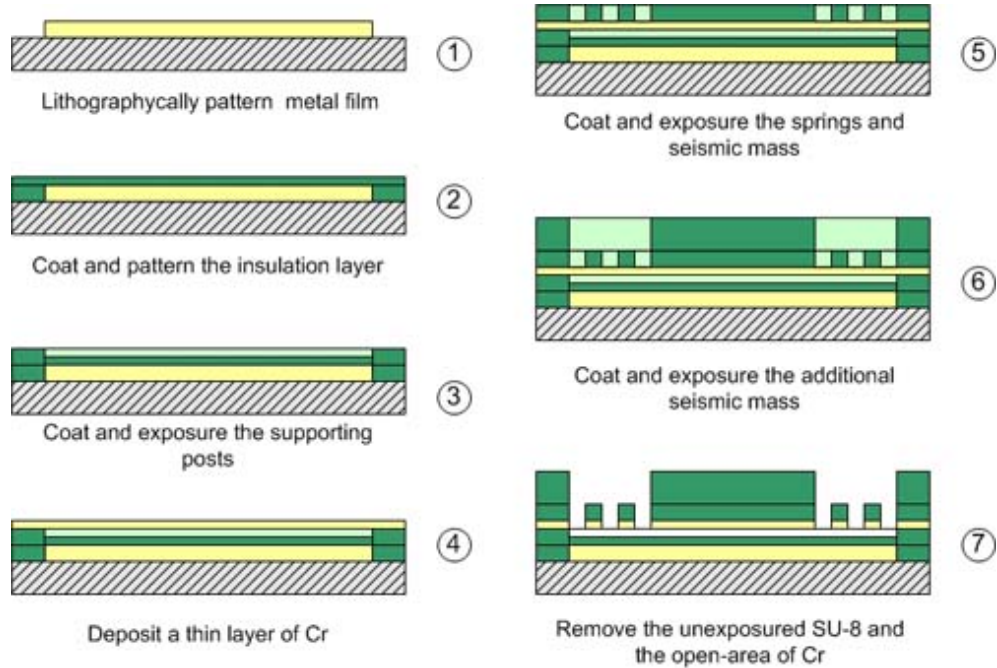 1
Lithographycally pattern metal film
2
Coat and pattern the insulation layer
3
Coat and exposure the supporting
posts
4
Deposit a thin layer of Cr
5
Coat and exposure the springs and
seismic mass
6
Coat and exposure the additional
seismic mass
7
Remove the unexposured SU-8 and
the open-area of Cr